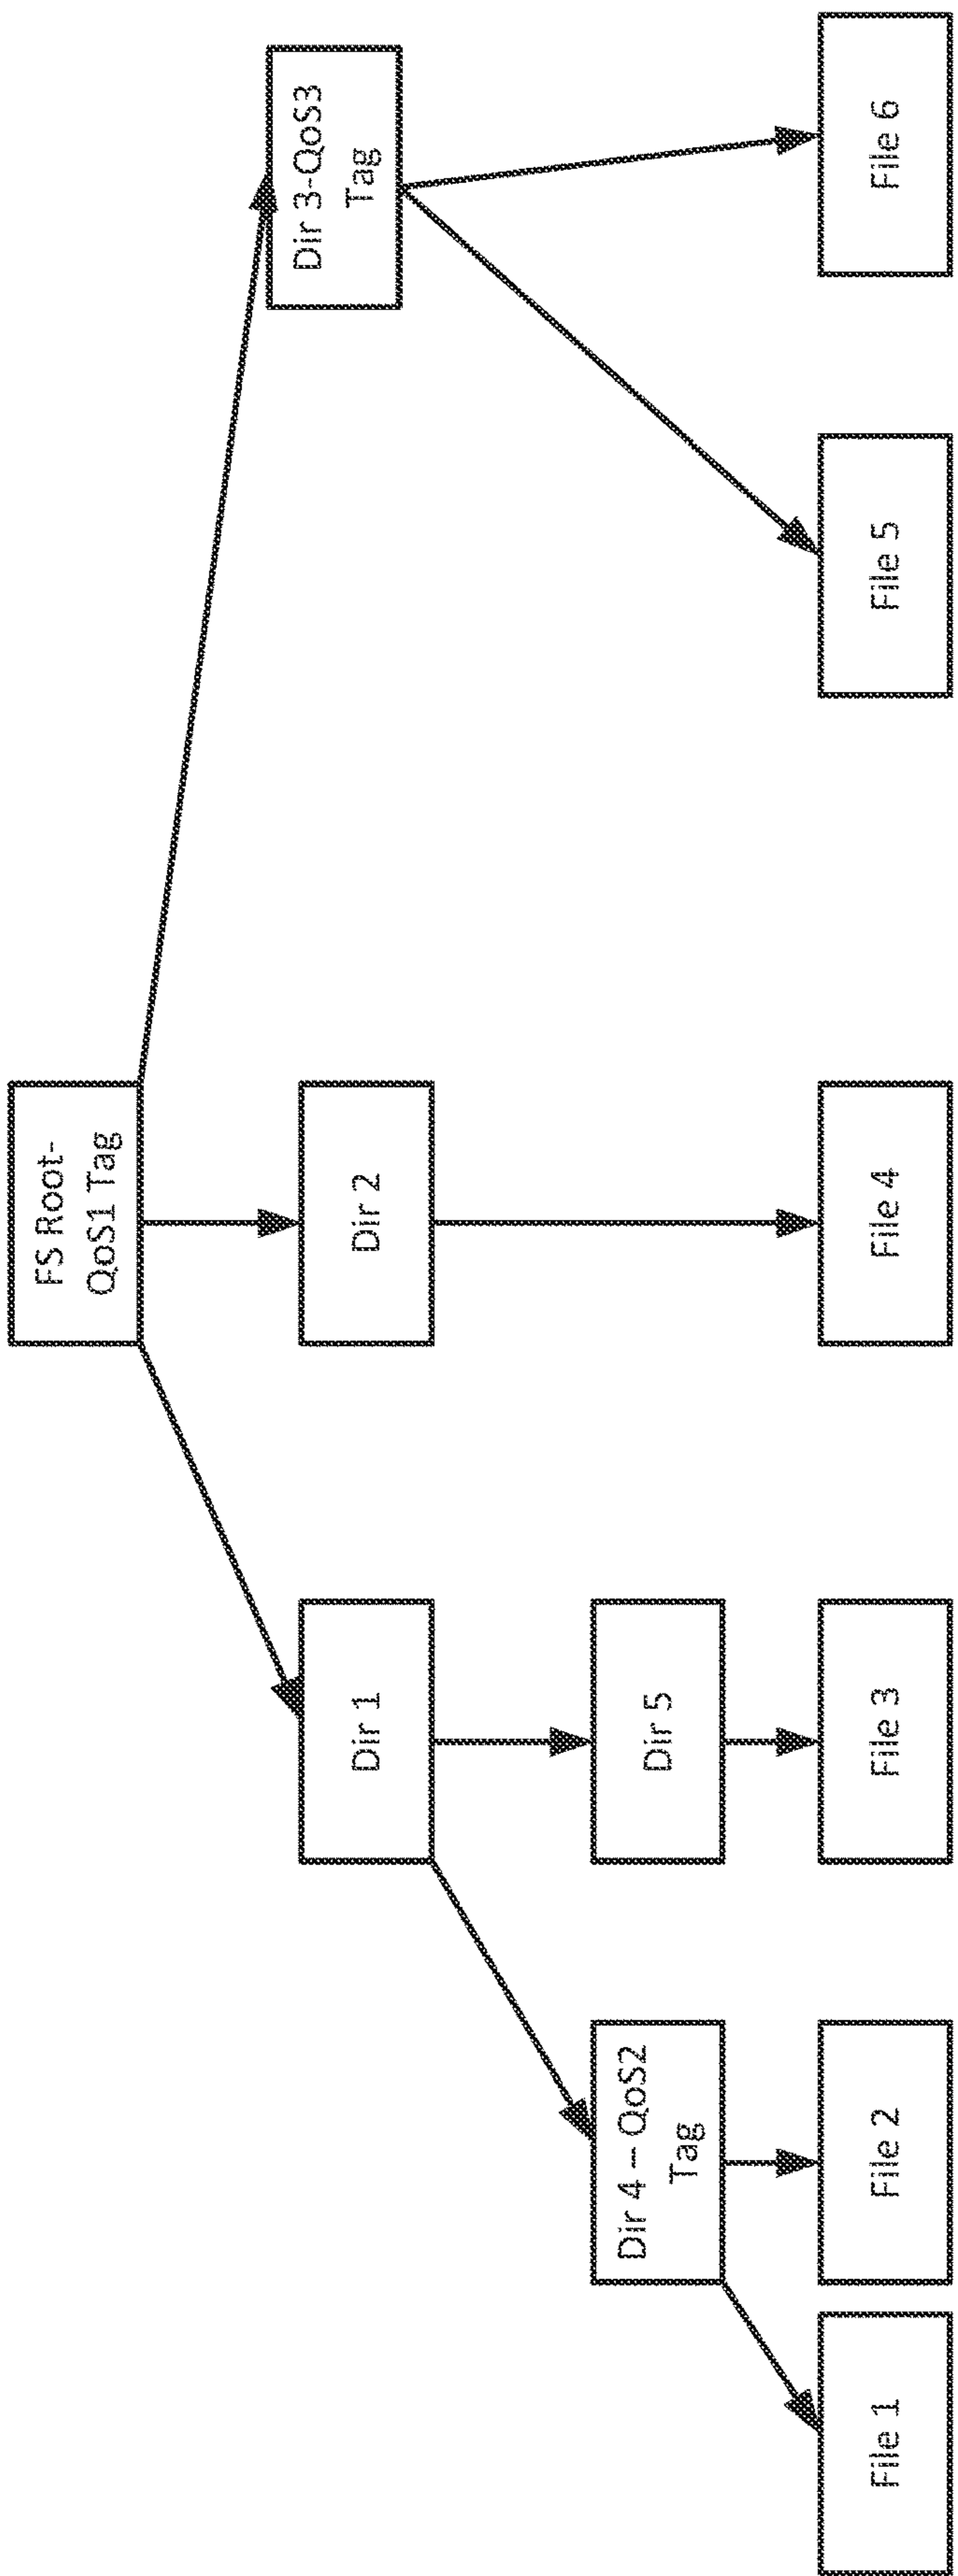 FS Root-
QoS1 Tag
Dir 1
Dir 2
Dir 3-QoS3
Tag
Dir 4 – QoS2
Tag
Dir 5
File 1
File 2
File 3
File 4
File 5
File 6